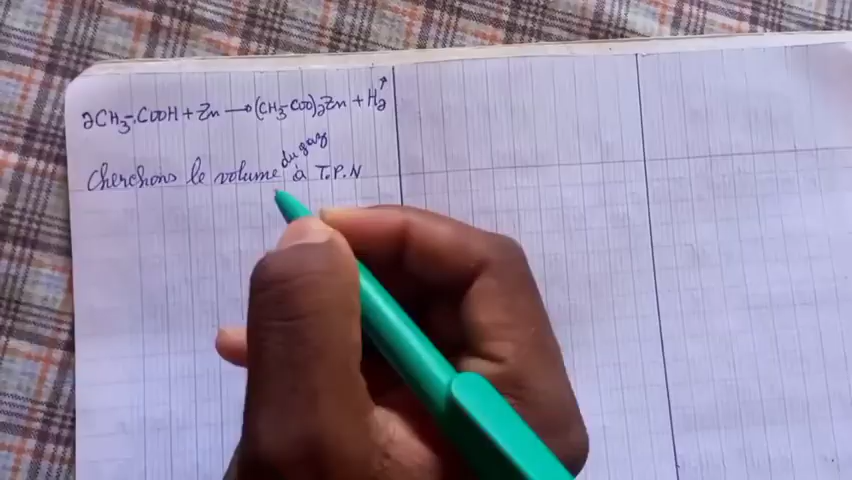 2CH₃-COOH + Zn → (CH₃-COO)₂Zn + H₂↑
Cherchons le volume du gaz à T.P.N